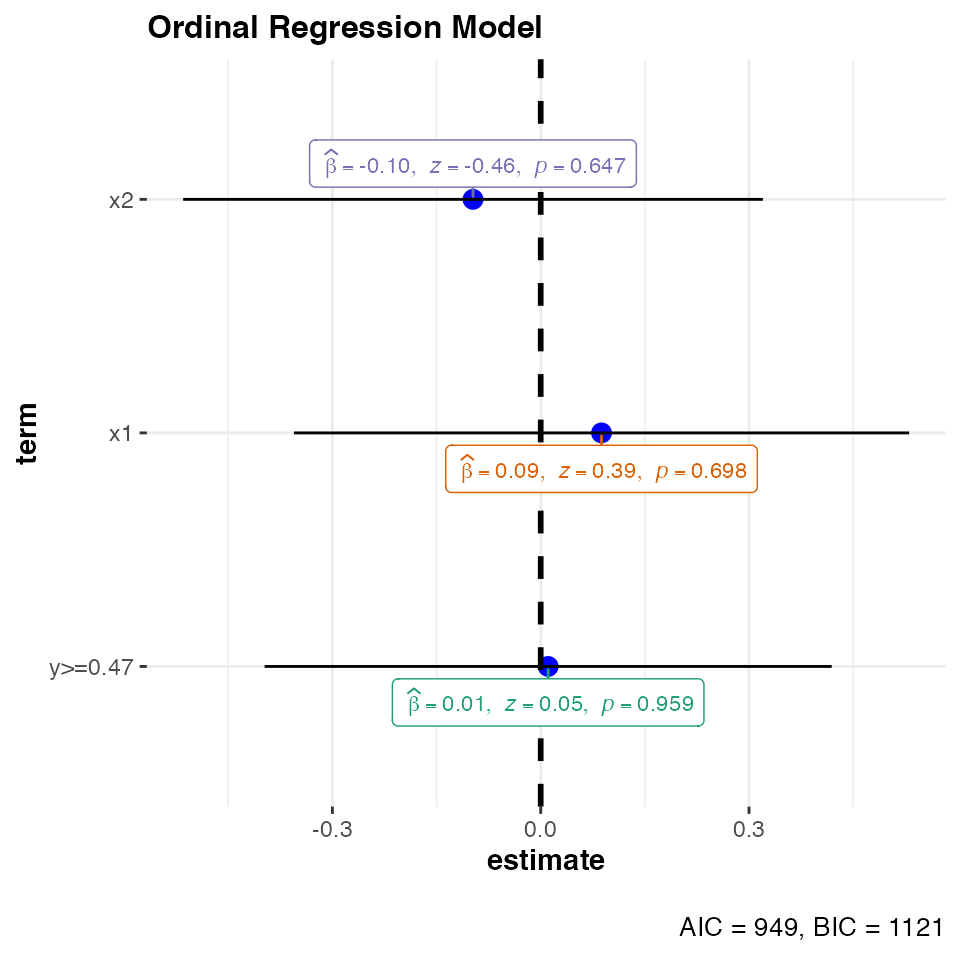 Ordinal Regression Model
β̂ = -0.10, z = -0.46, p = 0.647
x2
term
x1
β̂ = 0.09, z = 0.39, p = 0.698
y>=0.47
β̂ = 0.01, z = 0.05, p = 0.959
-0.3 0.0 0.3
estimate
AIC = 949, BIC = 1121